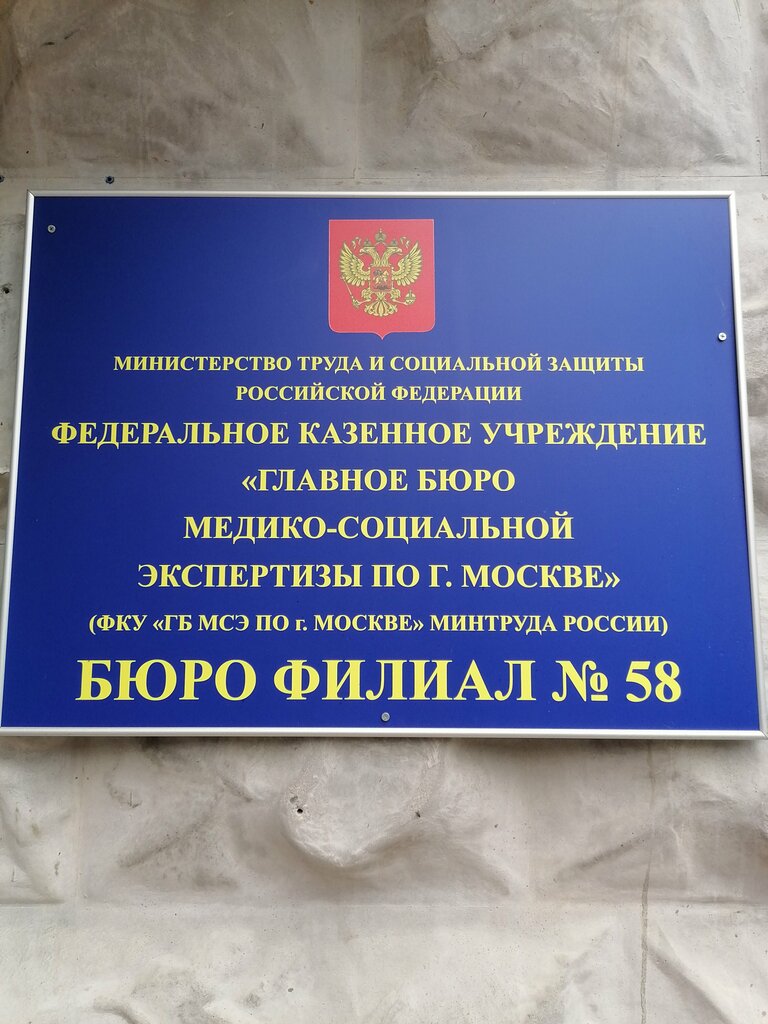 МИНИСТЕРСТВО ТРУДА И СОЦИАЛЬНОЙ ЗАЩИТЫ
РОССИЙСКОЙ ФЕДЕРАЦИИ
ФЕДЕРАЛЬНОЕ КАЗЕННОЕ УЧРЕЖДЕНИЕ
«ГЛАВНОЕ БЮРО
МЕДИКО-СОЦИАЛЬНОЙ
ЭКСПЕРТИЗЫ ПО Г. МОСКВЕ»
(ФКУ «ГБ МСЭ ПО г. МОСКВЕ» МИНТРУДА РОССИИ)
БЮРО ФИЛИАЛ № 58